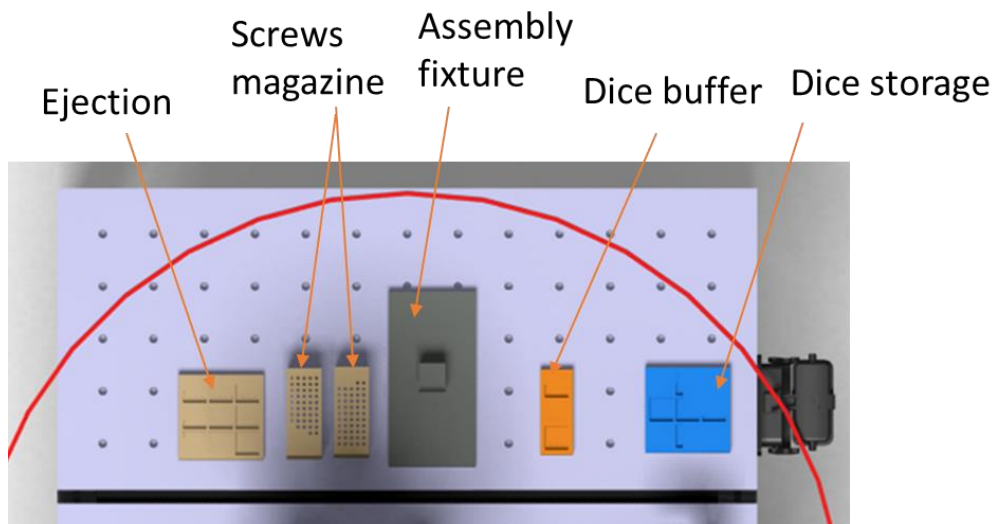 Screws
magazine
Assembly
fixture
Ejection
Dice buffer
Dice storage